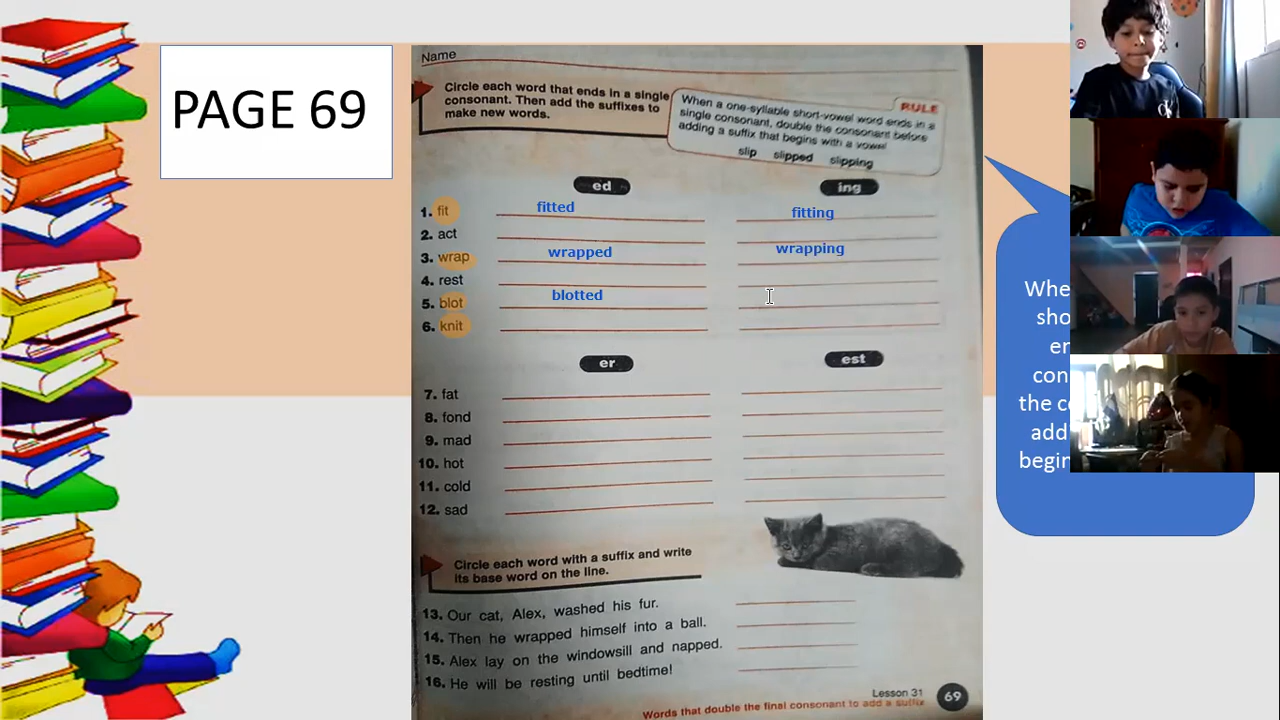 PAGE 69
Name
Circle each word that ends in a single
consonant. Then add the suffixes to
make new words.
RULE
When a one-syllable short-vowel word ends in a
single consonant, double the consonant before
adding a suffix that begins with a vowel
slip slipped slipping
ed ing
1. fit fitted fitting
2. act
3. wrap wrapped wrapping
4. rest
5. blot blotted
6. knit
er est
7. fat
8. fond
9. mad
10. hot
11. cold
12. sad
Circle each word with a suffix and write
its base word on the line.
13. Our cat, Alex, washed his fur.
14. Then he wrapped himself into a ball.
15. Alex lay on the windowsill and napped.
16. He will be resting until bedtime!
Lesson 31
Words that double the final consonant to add a suffix
69
the
add